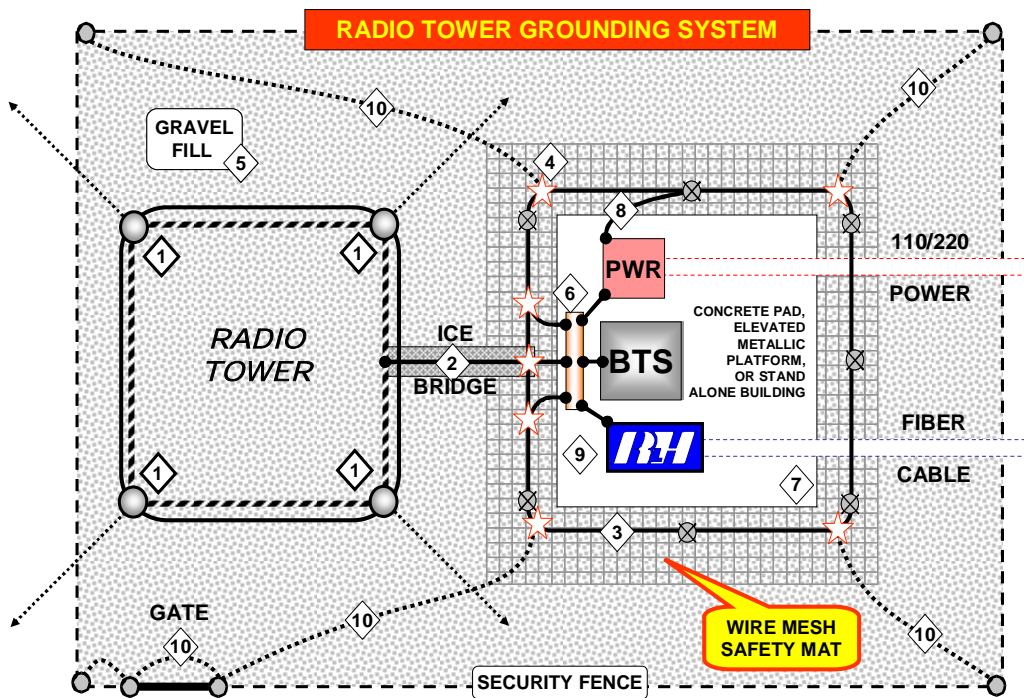 RADIO TOWER GROUNDING SYSTEM
10
10
GRAVEL
FILL
5
4
8
1
1
PWR
110/220
POWER
6
RADIO
TOWER
ICE
2
BRIDGE
BTS
CONCRETE PAD,
ELEVATED
METALLIC
PLATFORM,
OR STAND
ALONE BUILDING
FIBER
CABLE
9
7
1
1
3
GATE
10
10
10
WIRE MESH
SAFETY MAT
SECURITY FENCE